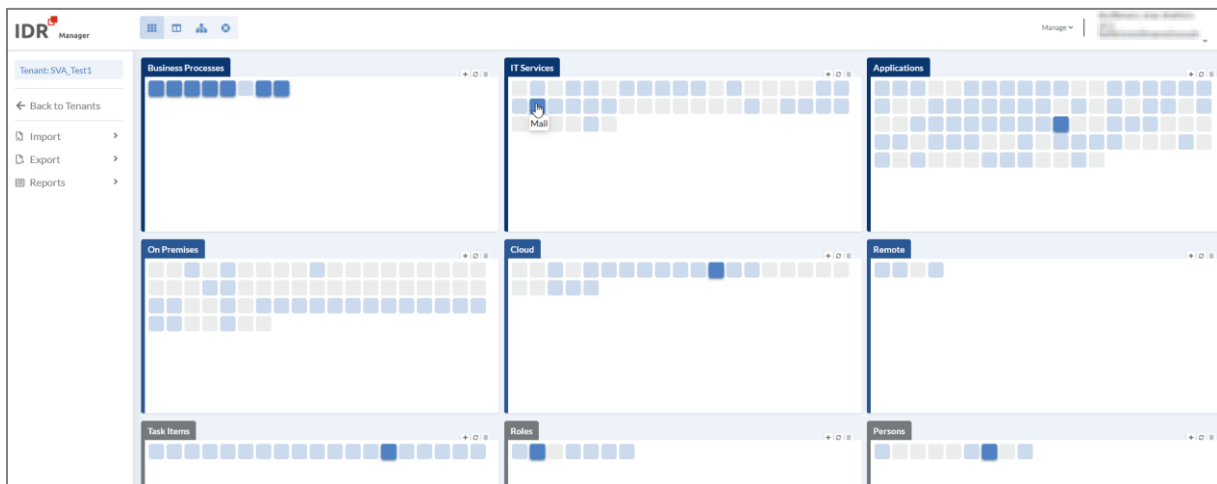 IDR Manager
Manage
Tenant: SVA_Test1
Back to Tenants
Import
Export
Reports
Business Processes
IT Services
Applications
Mail
On Premises
Cloud
Remote
Task Items
Roles
Persons